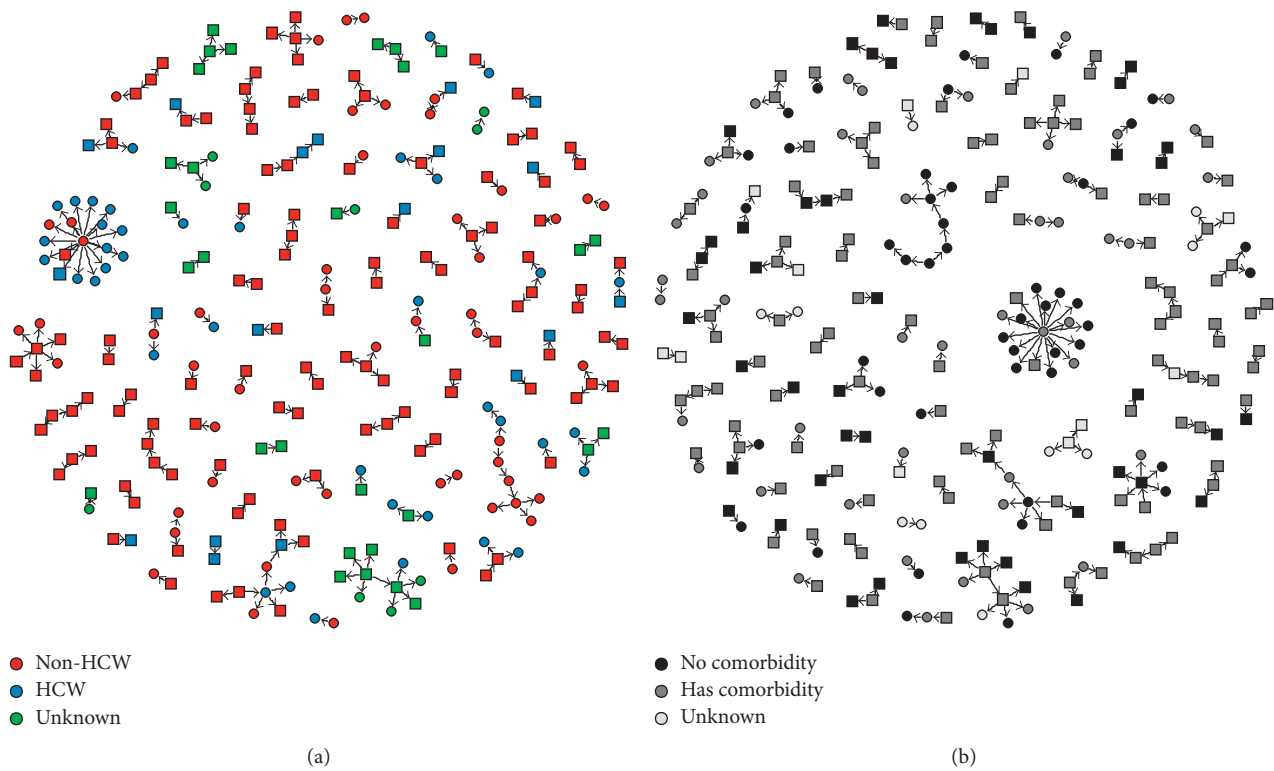 Non-HCW
HCW
Unknown
(a)
No comorbidity
Has comorbidity
Unknown
(b)